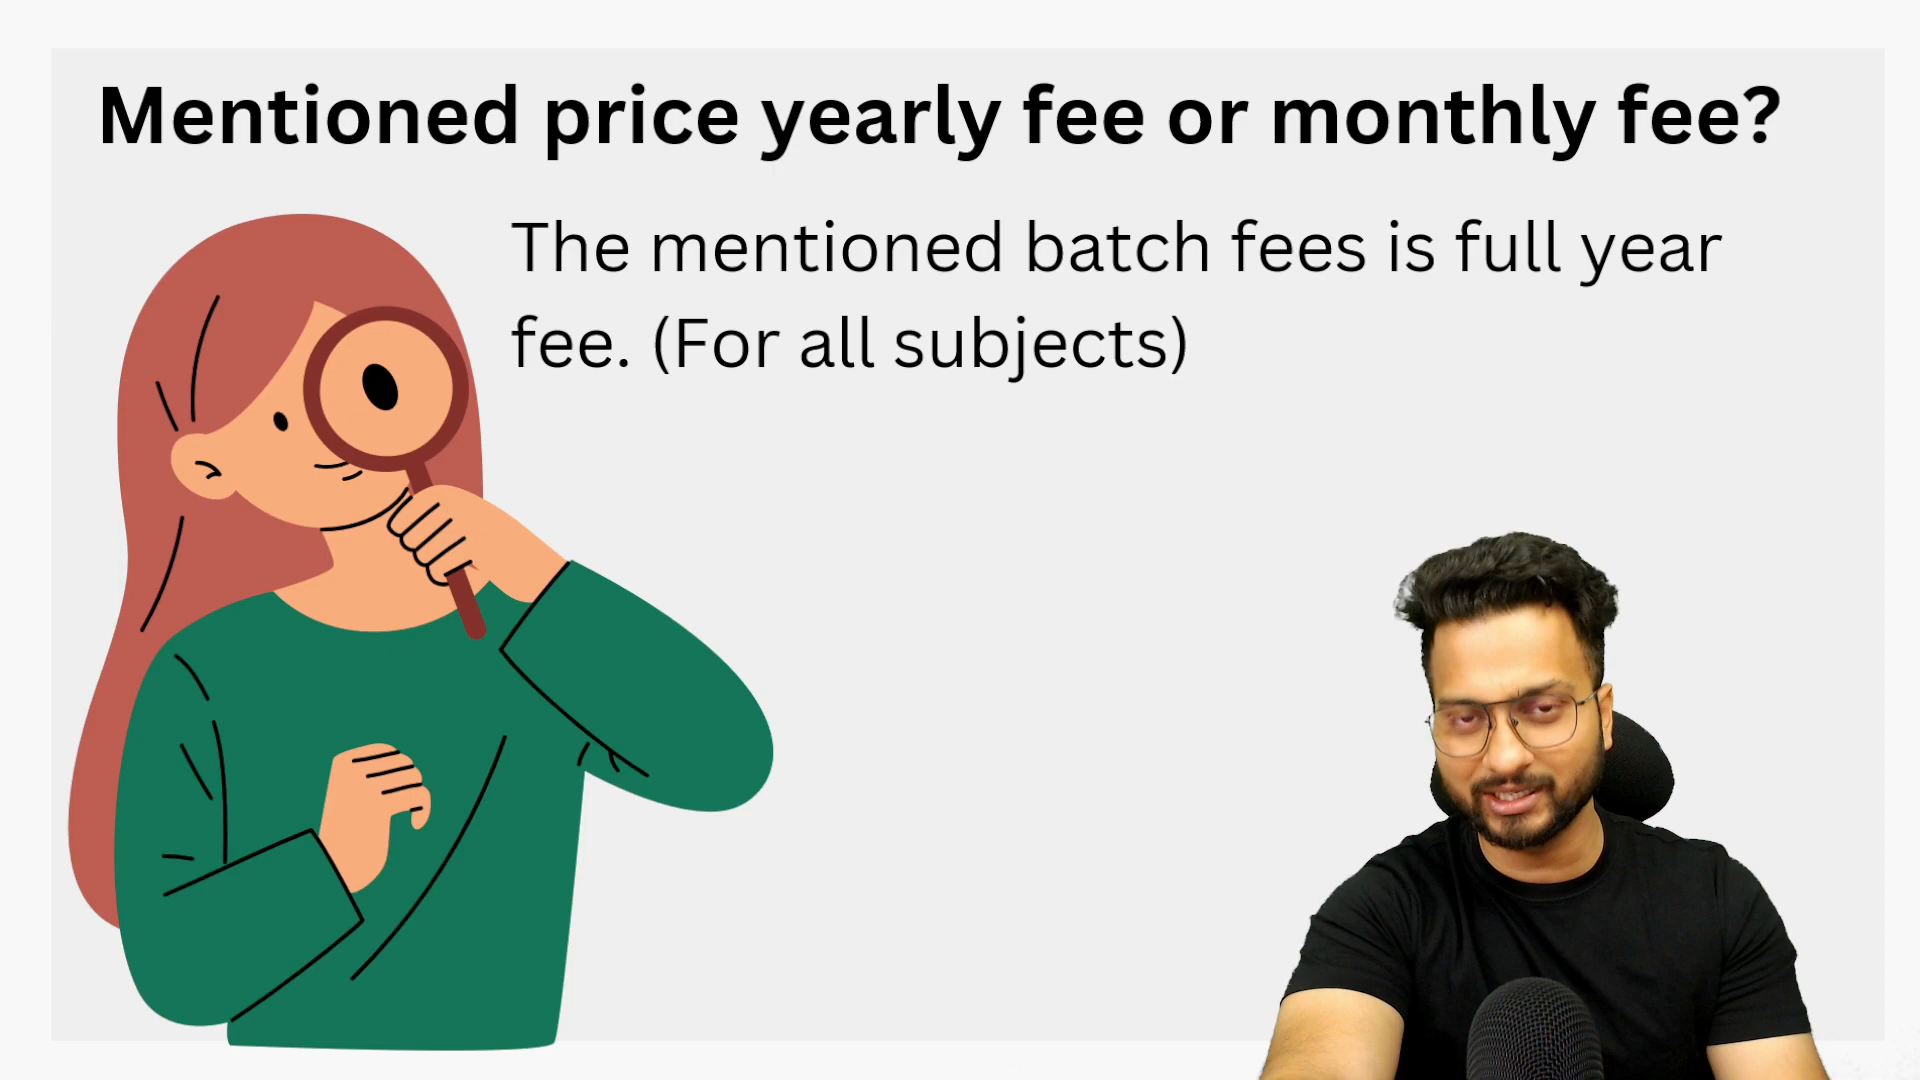 Mentioned price yearly fee or monthly fee?
The mentioned batch fees is full year
fee. (For all subjects)